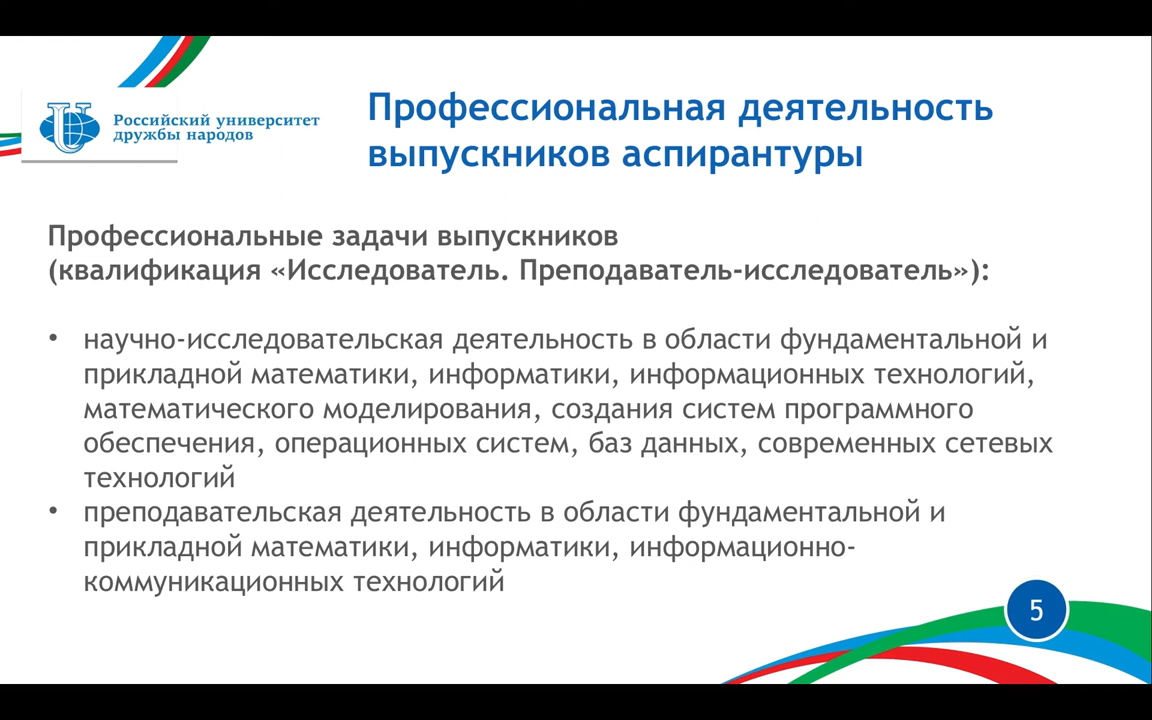 Российский университет
дружбы народов
Профессиональная деятельность
выпускников аспирантуры
Профессиональные задачи выпускников
(квалификация «Исследователь. Преподаватель-исследователь»):
• научно-исследовательская деятельность в области фундаментальной и
прикладной математики, информатики, информационных технологий,
математического моделирования, создания систем программного
обеспечения, операционных систем, баз данных, современных сетевых
технологий
• преподавательская деятельность в области фундаментальной и
прикладной математики, информатики, информационно-
коммуникационных технологий
5